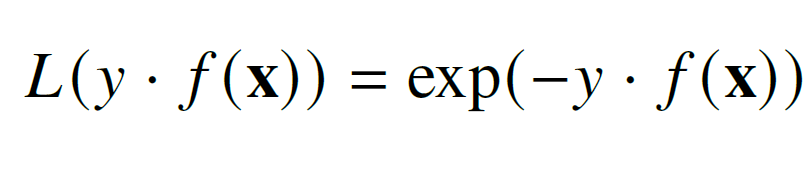 L(y · f(𝐱)) = exp(−y · f(𝐱))